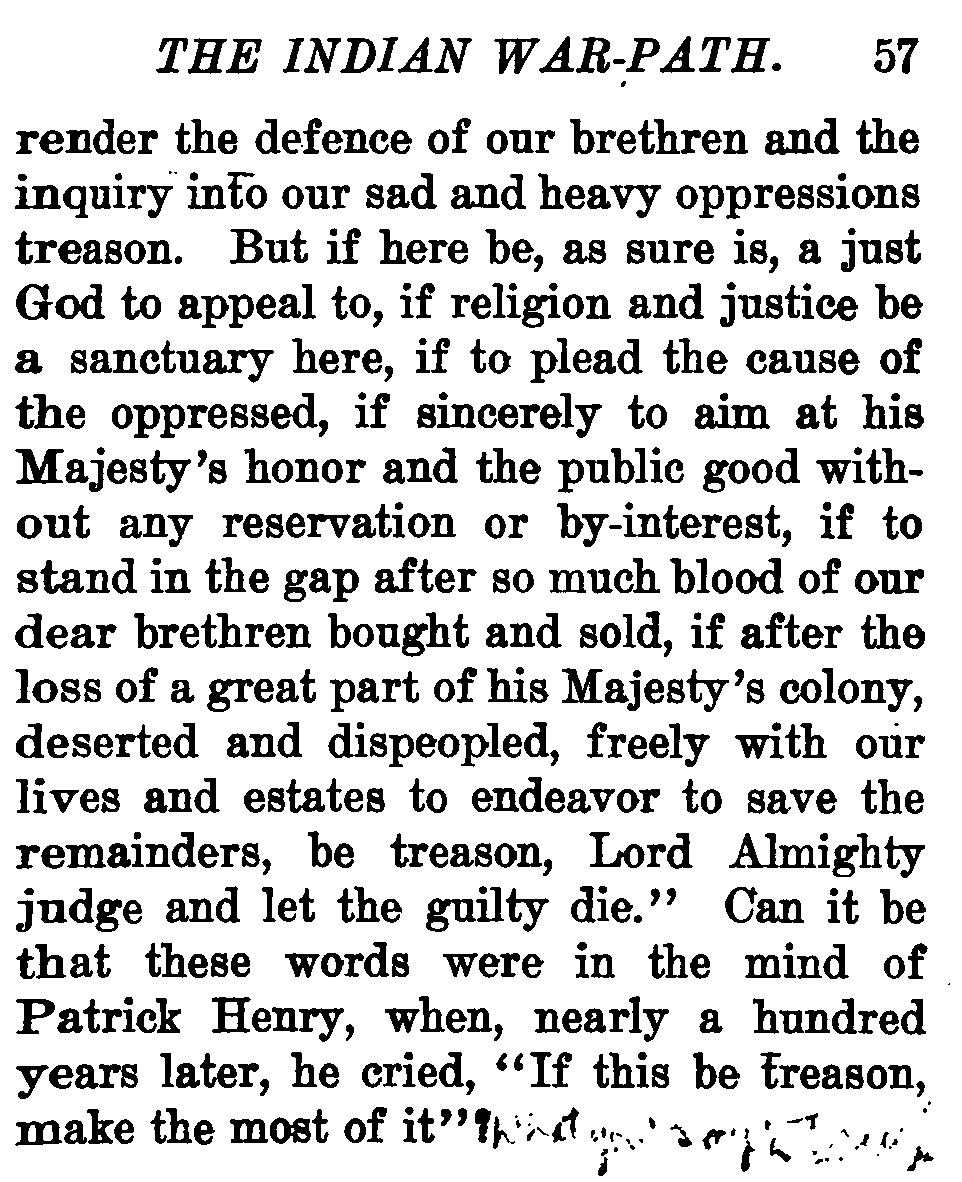 THE INDIAN WAR-PATH. 57
render the defence of our brethren and the
inquiry into our sad and heavy oppressions
treason. But if here be, as sure is, a just
God to appeal to, if religion and justice be
a sanctuary here, if to plead the cause of
the oppressed, if sincerely to aim at his
Majesty's honor and the public good with-
out any reservation or by-interest, if to
stand in the gap after so much blood of our
dear brethren bought and sold, if after the
loss of a great part of his Majesty's colony,
deserted and dispeopled, freely with our
lives and estates to endeavor to save the
remainders, be treason, Lord Almighty
judge and let the guilty die." Can it be
that these words were in the mind of
Patrick Henry, when, nearly a hundred
years later, he cried, "If this be treason,
make the most of it"?